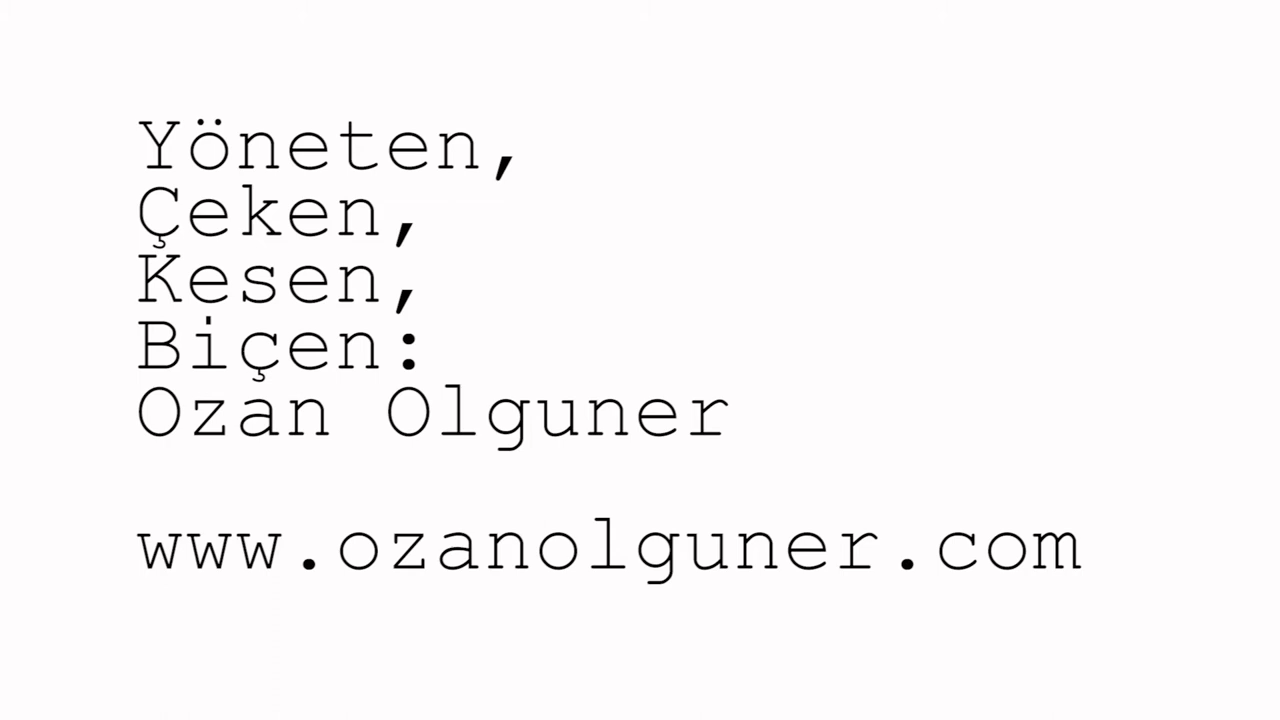 Yöneten,
Çeken,
Kesen,
Biçen:
Ozan Olguner
www.ozanolguner.com